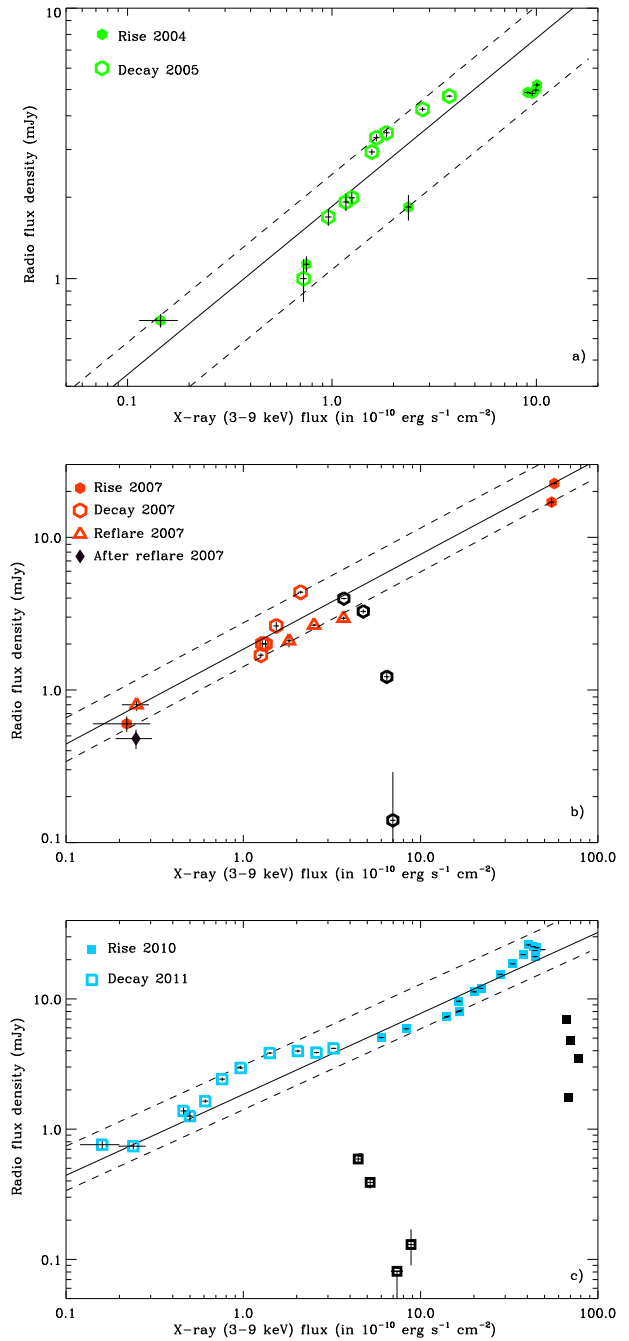 10
Rise 2004
Decay 2005
Radio flux density (mJy)
1
a)
0.1
1.0
10.0
X-ray (3-9 keV) flux (in 10⁻¹⁰ erg s⁻¹ cm⁻²)
Rise 2007
Decay 2007
Reflare 2007
After reflare 2007
10.0
Radio flux density (mJy)
1.0
0.1
b)
0.1
1.0
10.0
100.0
X-ray (3-9 keV) flux (in 10⁻¹⁰ erg s⁻¹ cm⁻²)
Rise 2010
Decay 2011
10.0
Radio flux density (mJy)
1.0
0.1
c)
0.1
1.0
10.0
100.0
X-ray (3-9 keV) flux (in 10⁻¹⁰ erg s⁻¹ cm⁻²)